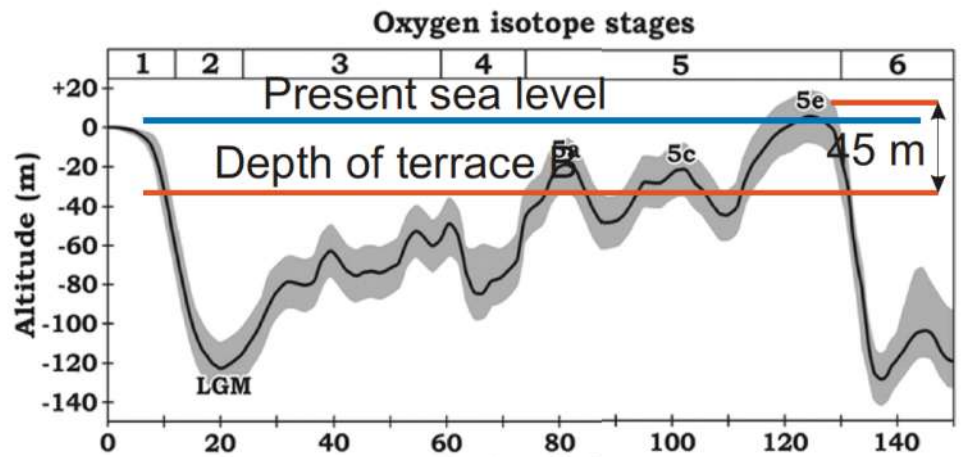 Oxygen isotope stages
1 2 3 4 5 6
+20
Present sea level
5e
0
45 m
Depth of terrace B
5a
5c
-20
-40
-60
-80
-100
-120
-140
Altitude (m)
LGM
0 20 40 60 80 100 120 140